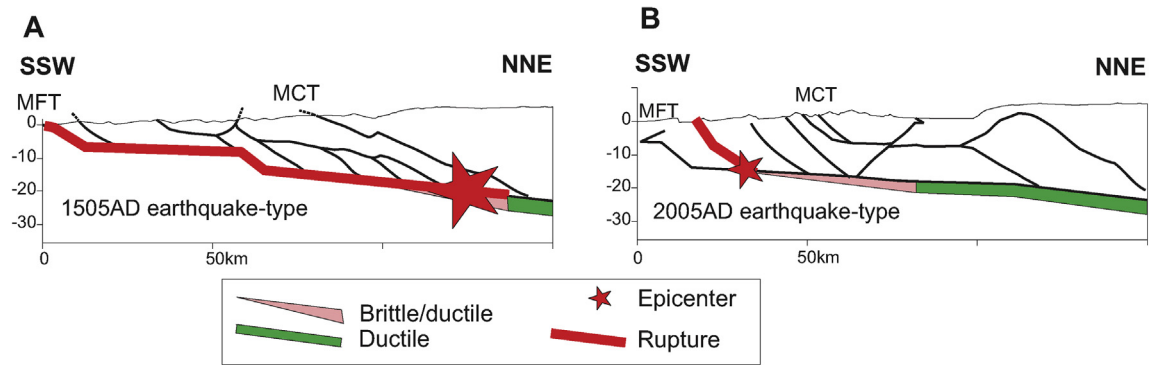 A
SSW
NNE
MFT
MCT
0
-10
-20
-30
1505AD earthquake-type
0
50km
B
SSW
NNE
MFT
MCT
0
-10
-20
-30
2005AD earthquake-type
0
50km
Brittle/ductile
Ductile
Epicenter
Rupture